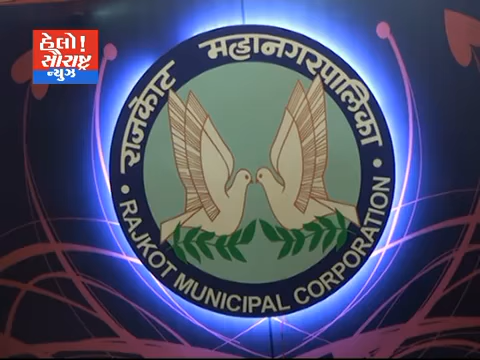 હેલો!
સૌરાષ્ટ્ર
ન્યુઝ
राजकोट महानगरपालिका
• RAJKOT MUNICIPAL CORPORATION •